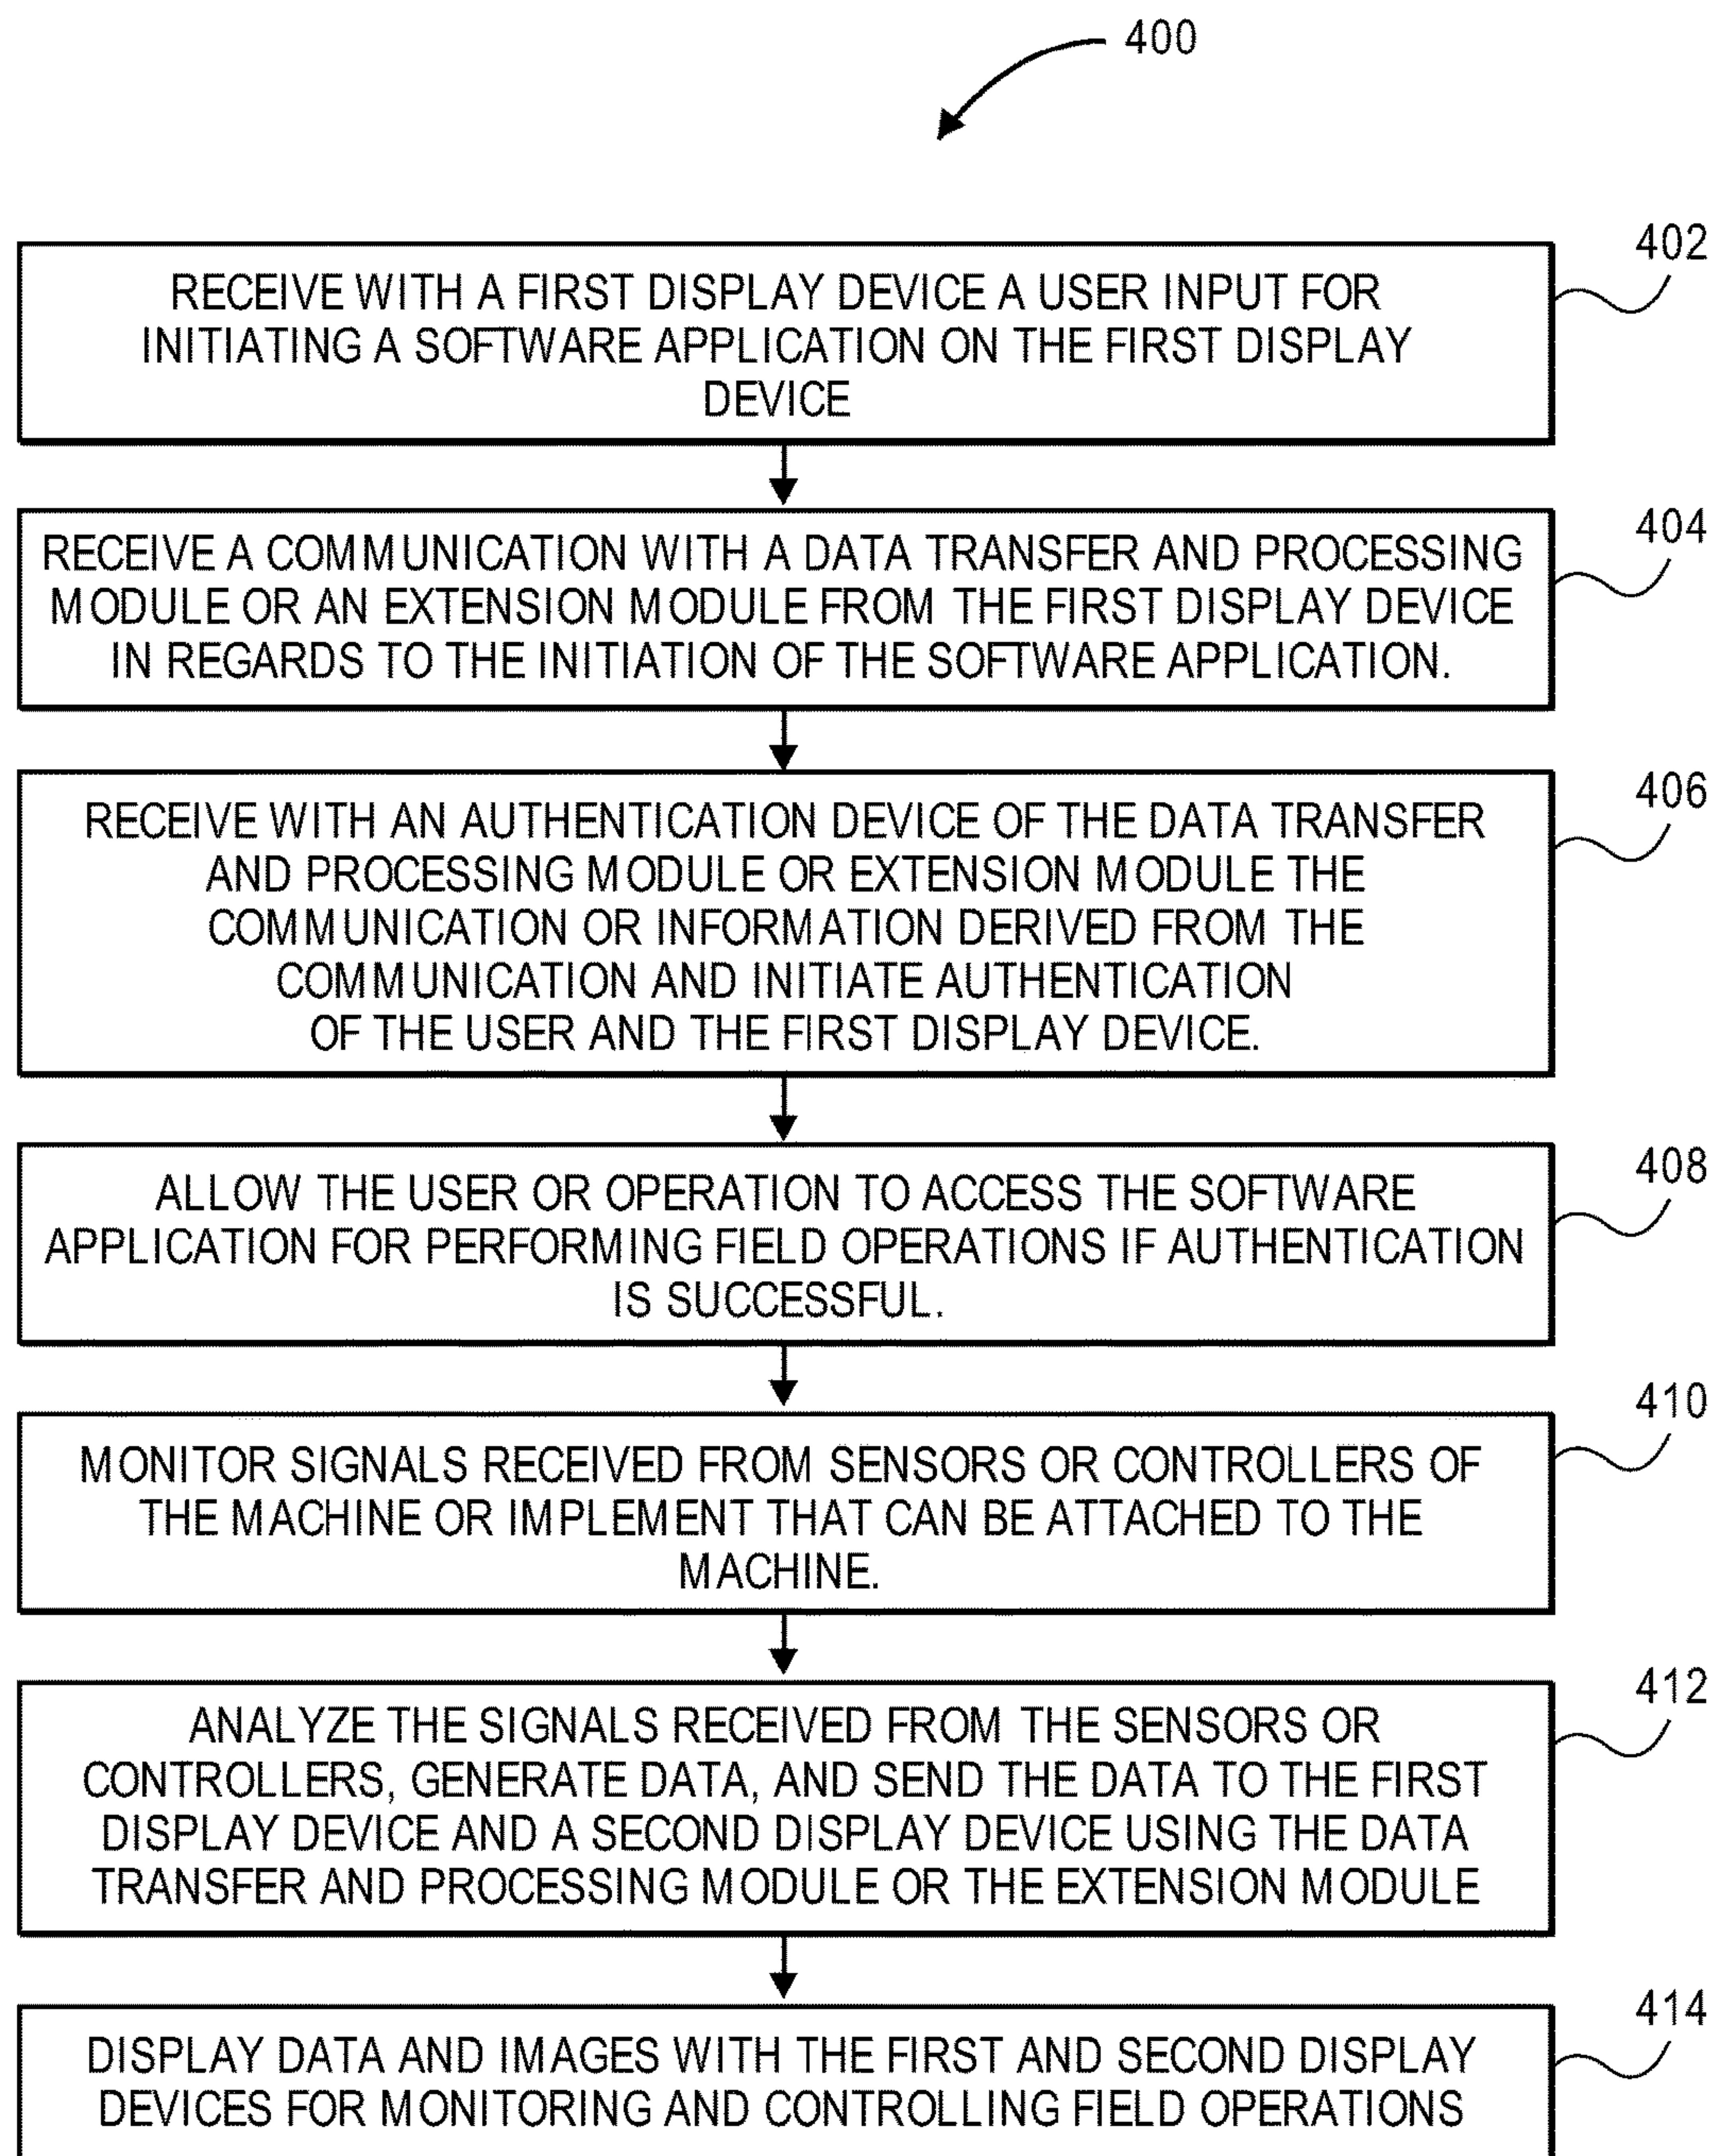 400
402
RECEIVE WITH A FIRST DISPLAY DEVICE A USER INPUT FOR
INITIATING A SOFTWARE APPLICATION ON THE FIRST DISPLAY
DEVICE
404
RECEIVE A COMMUNICATION WITH A DATA TRANSFER AND PROCESSING
MODULE OR AN EXTENSION MODULE FROM THE FIRST DISPLAY DEVICE
IN REGARDS TO THE INITIATION OF THE SOFTWARE APPLICATION.
406
RECEIVE WITH AN AUTHENTICATION DEVICE OF THE DATA TRANSFER
AND PROCESSING MODULE OR EXTENSION MODULE THE
COMMUNICATION OR INFORMATION DERIVED FROM THE
COMMUNICATION AND INITIATE AUTHENTICATION
OF THE USER AND THE FIRST DISPLAY DEVICE.
408
ALLOW THE USER OR OPERATION TO ACCESS THE SOFTWARE
APPLICATION FOR PERFORMING FIELD OPERATIONS IF AUTHENTICATION
IS SUCCESSFUL.
410
MONITOR SIGNALS RECEIVED FROM SENSORS OR CONTROLLERS OF
THE MACHINE OR IMPLEMENT THAT CAN BE ATTACHED TO THE
MACHINE.
412
ANALYZE THE SIGNALS RECEIVED FROM THE SENSORS OR
CONTROLLERS, GENERATE DATA, AND SEND THE DATA TO THE FIRST
DISPLAY DEVICE AND A SECOND DISPLAY DEVICE USING THE DATA
TRANSFER AND PROCESSING MODULE OR THE EXTENSION MODULE
414
DISPLAY DATA AND IMAGES WITH THE FIRST AND SECOND DISPLAY
DEVICES FOR MONITORING AND CONTROLLING FIELD OPERATIONS